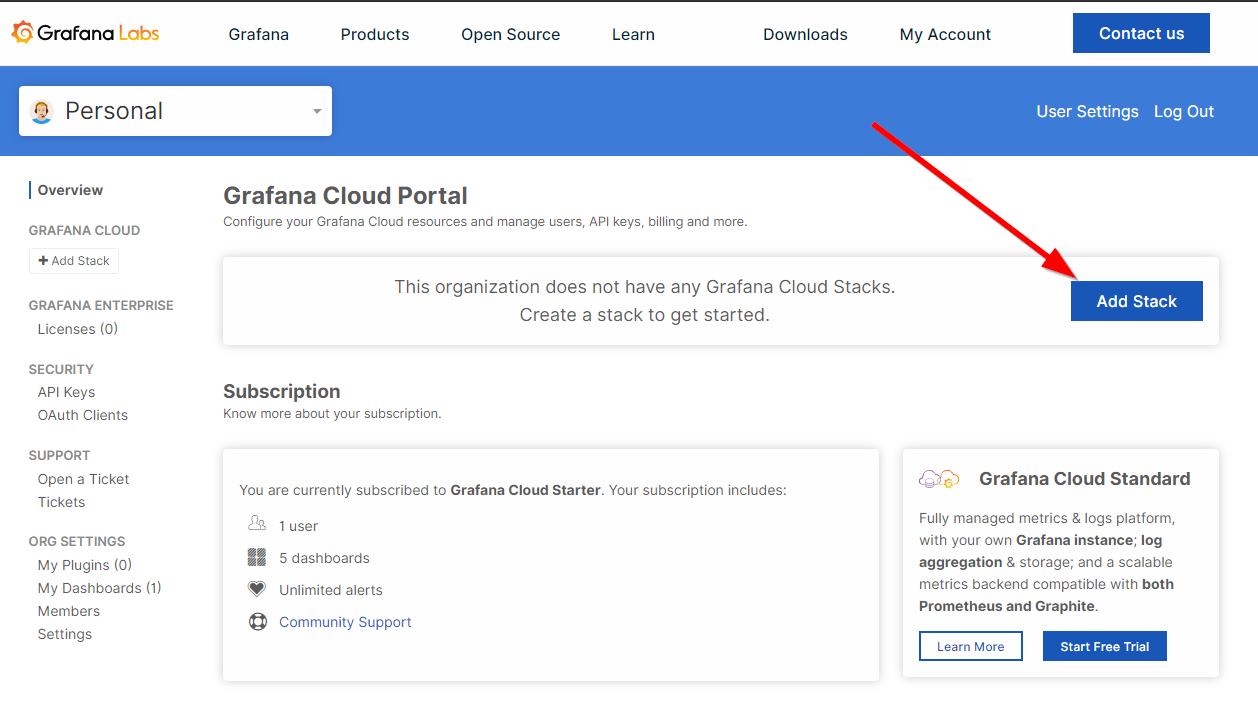 Grafana Labs
Grafana
Products
Open Source
Learn
Downloads
My Account
Contact us
Personal
User Settings
Log Out
Overview
GRAFANA CLOUD
+ Add Stack
GRAFANA ENTERPRISE
Licenses (0)
SECURITY
API Keys
OAuth Clients
SUPPORT
Open a Ticket
Tickets
ORG SETTINGS
My Plugins (0)
My Dashboards (1)
Members
Settings
Grafana Cloud Portal
Configure your Grafana Cloud resources and manage users, API keys, billing and more.
This organization does not have any Grafana Cloud Stacks.
Create a stack to get started.
Add Stack
Subscription
Know more about your subscription.
You are currently subscribed to Grafana Cloud Starter. Your subscription includes:
1 user
5 dashboards
Unlimited alerts
Community Support
Grafana Cloud Standard
Fully managed metrics & logs platform,
with your own Grafana instance; log
aggregation & storage; and a scalable
metrics backend compatible with both
Prometheus and Graphite.
Learn More
Start Free Trial